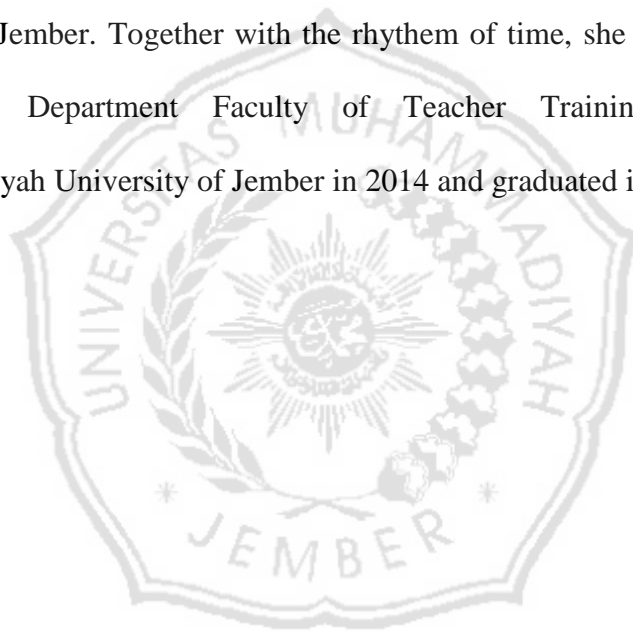 Jember. Together with the rhythem of time, she
Department Faculty of Teacher Trainin
yah University of Jember in 2014 and graduated i
UNIVERSITAS MUHAMMADIYAH
JEMBER